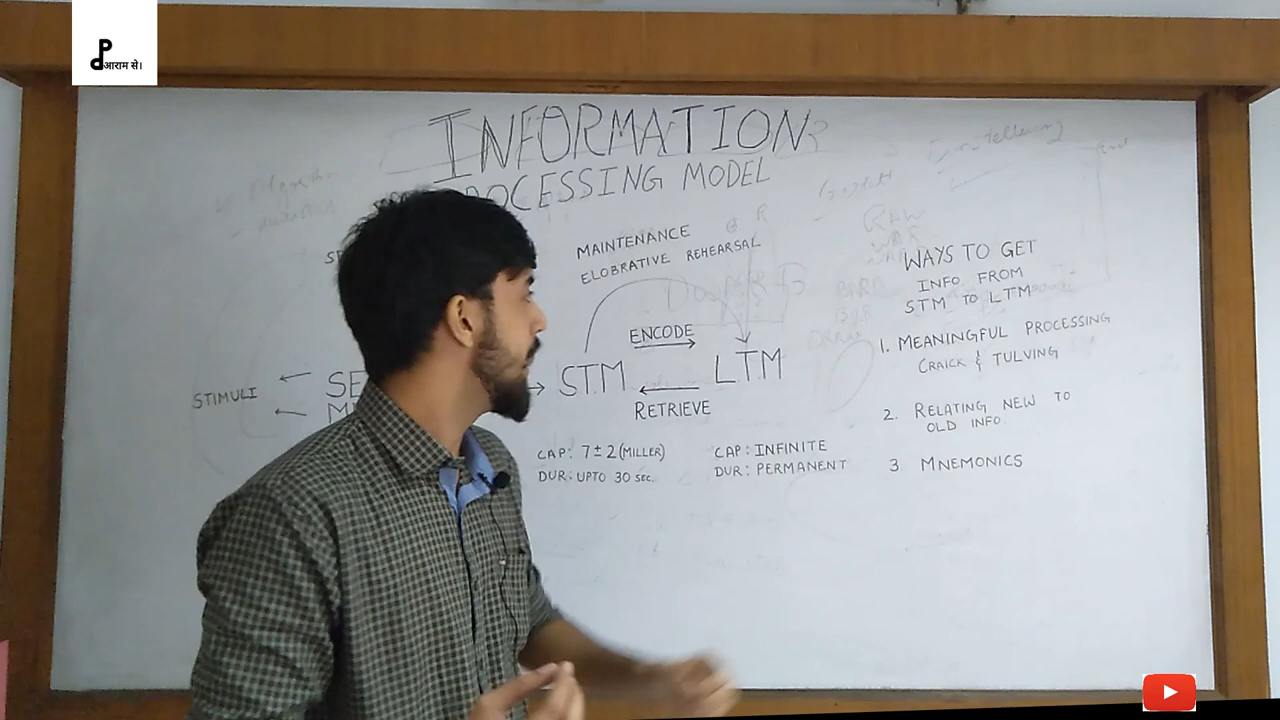 P
d आराम से।
INFORMATION
PROCESSING MODEL
MAINTENANCE
ELOBRATIVE REHEARSAL
ENCODE
STIMULI
SE
STM
LTM
RETRIEVE
CAP: 7±2 (MILLER)
DUR: UPTO 30 SEC.
CAP: INFINITE
DUR: PERMANENT
WAYS TO GET
INFO FROM
STM TO LTM
1. MEANINGFUL PROCESSING
CRAICK & TULVING
2. RELATING NEW TO
OLD INFO.
3 MNEMONICS